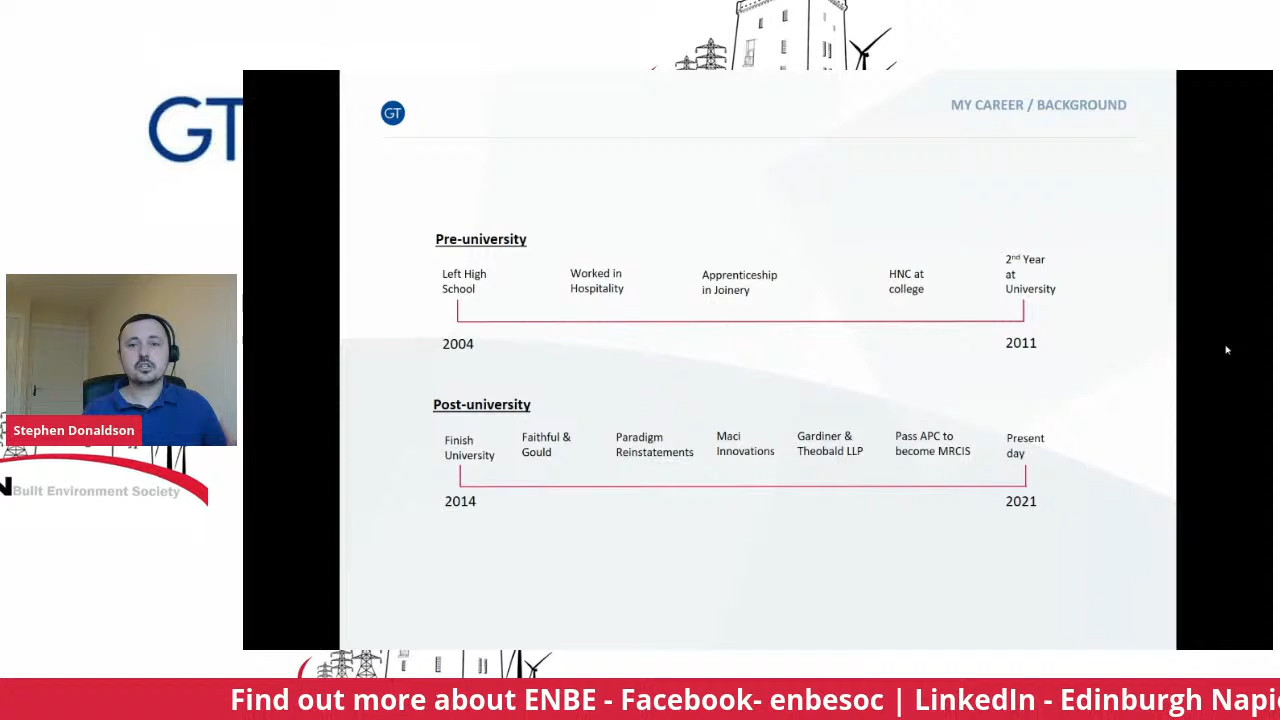 GT
GT
MY CAREER / BACKGROUND
Pre-university
Left High
School
Worked in
Hospitality
Apprenticeship
in Joinery
HNC at
college
2nd Year
at
University
2004
2011
Post-university
Finish
University
Faithful &
Gould
Paradigm
Reinstatements
Maci
Innovations
Gardiner &
Theobald LLP
Pass APC to
become MRCIS
Present
day
2014
2021
Stephen Donaldson
N Built Environment Society
Find out more about ENBE - Facebook- enbesoc | LinkedIn - Edinburgh Napi